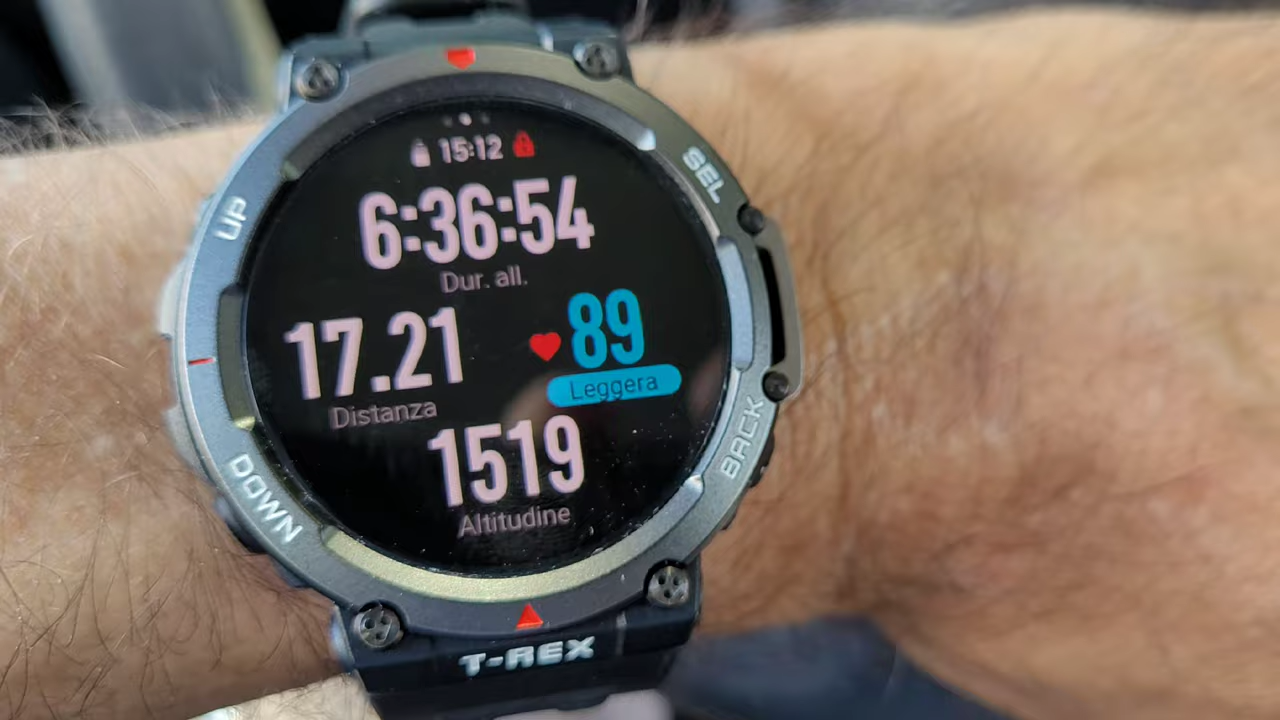 15:12
6:36:54
Dur. all.
17.21
Distanza
89
Leggera
1519
Altitudine
UP
DOWN
SEL
BACK
T-REX